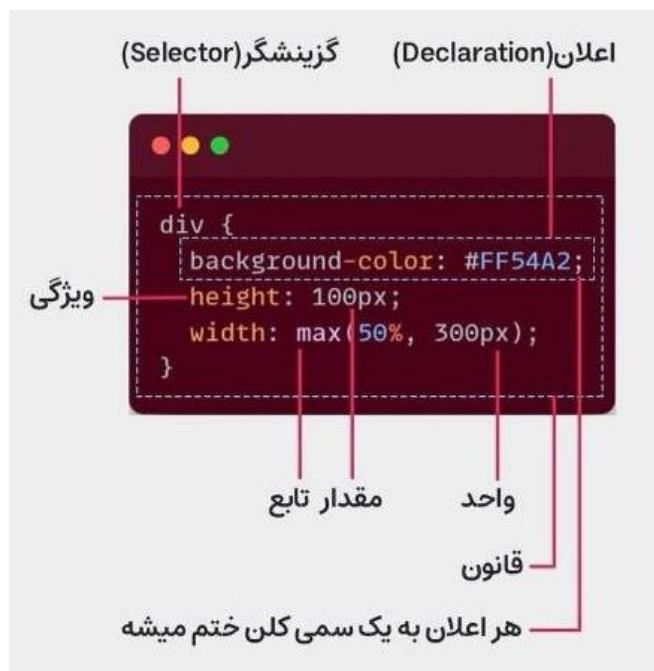 اعلان(Declaration) گزینشگر(Selector)
div {
background-color: #FF54A2;
ویژگی height: 100px;
width: max(50%, 300px);
}
واحد مقدار تابع
قانون
هر اعلان به یک سمی کلن ختم میشه